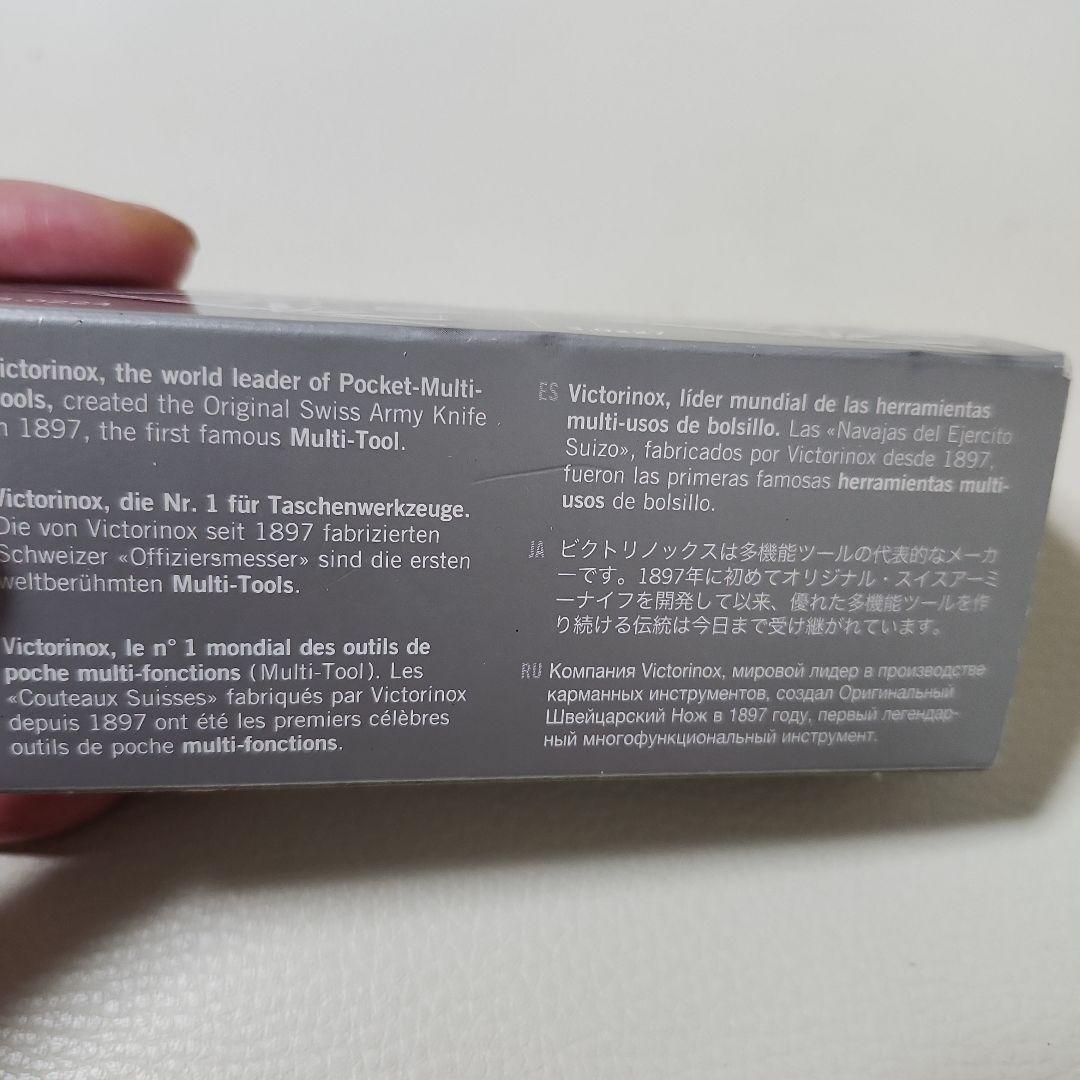 ictorinox, the world leader of Pocket-Multi-
ools, created the Original Swiss Army Knife
n 1897, the first famous Multi-Tool.
Victorinox, die Nr. 1 für Taschenwerkzeuge.
Die von Victorinox seit 1897 fabrizierten
Schweizer «Offiziersmesser» sind die ersten
weltberühmten Multi-Tools.
Victorinox, le n° 1 mondial des outils de
poche multi-fonctions (Multi-Tool). Les
«Couteaux Suisses» fabriqués par Victorinox
depuis 1897 ont été les premiers célèbres
outils de poche multi-fonctions.
ES Victorinox, líder mundial de las herramientas
multi-usos de bolsillo. Las «Navajas del Ejercito
Suizo», fabricados por Victorinox desde 1897,
fueron las primeras famosas herramientas multi-
usos de bolsillo.
JA ビクトリノックスは多機能ツールの代表的なメーカ
ーです。1897年に初めてオリジナル・スイスアーミ
ーナイフを開発して以来、優れた多機能ツールを作
り続ける伝統は今日まで受け継がれています。
RU Компания Victorinox, мировой лидер в производстве
карманных инструментов, создал Оригинальный
Швейцарский Нож в 1897 году, первый легендар-
ный многофункциональный инструмент.